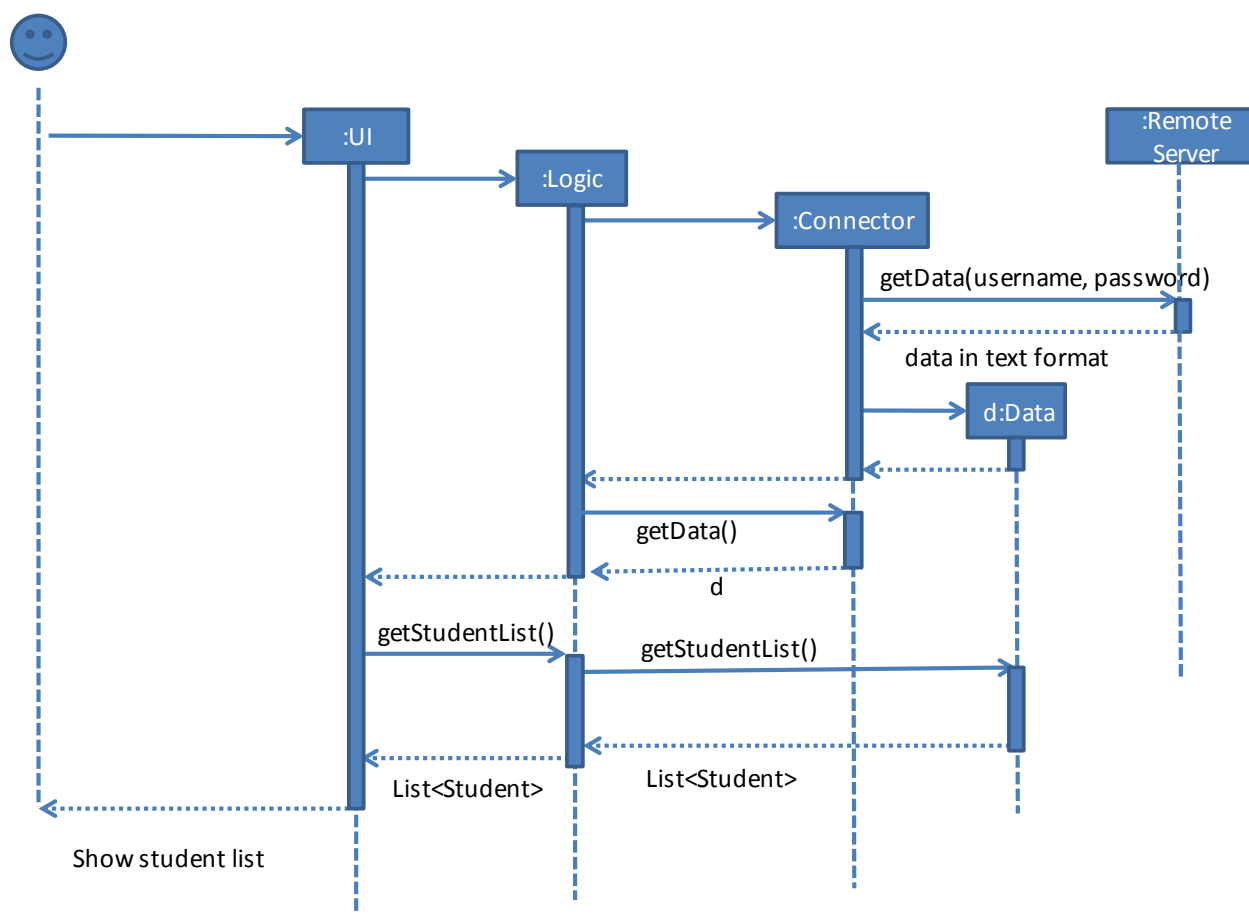 :Remote
Server
:UI
:Logic
:Connector
getData(username, password)
data in text format
d:Data
getData()
d
getStudentList()
getStudentList()
List<Student>
List<Student>
Show student list